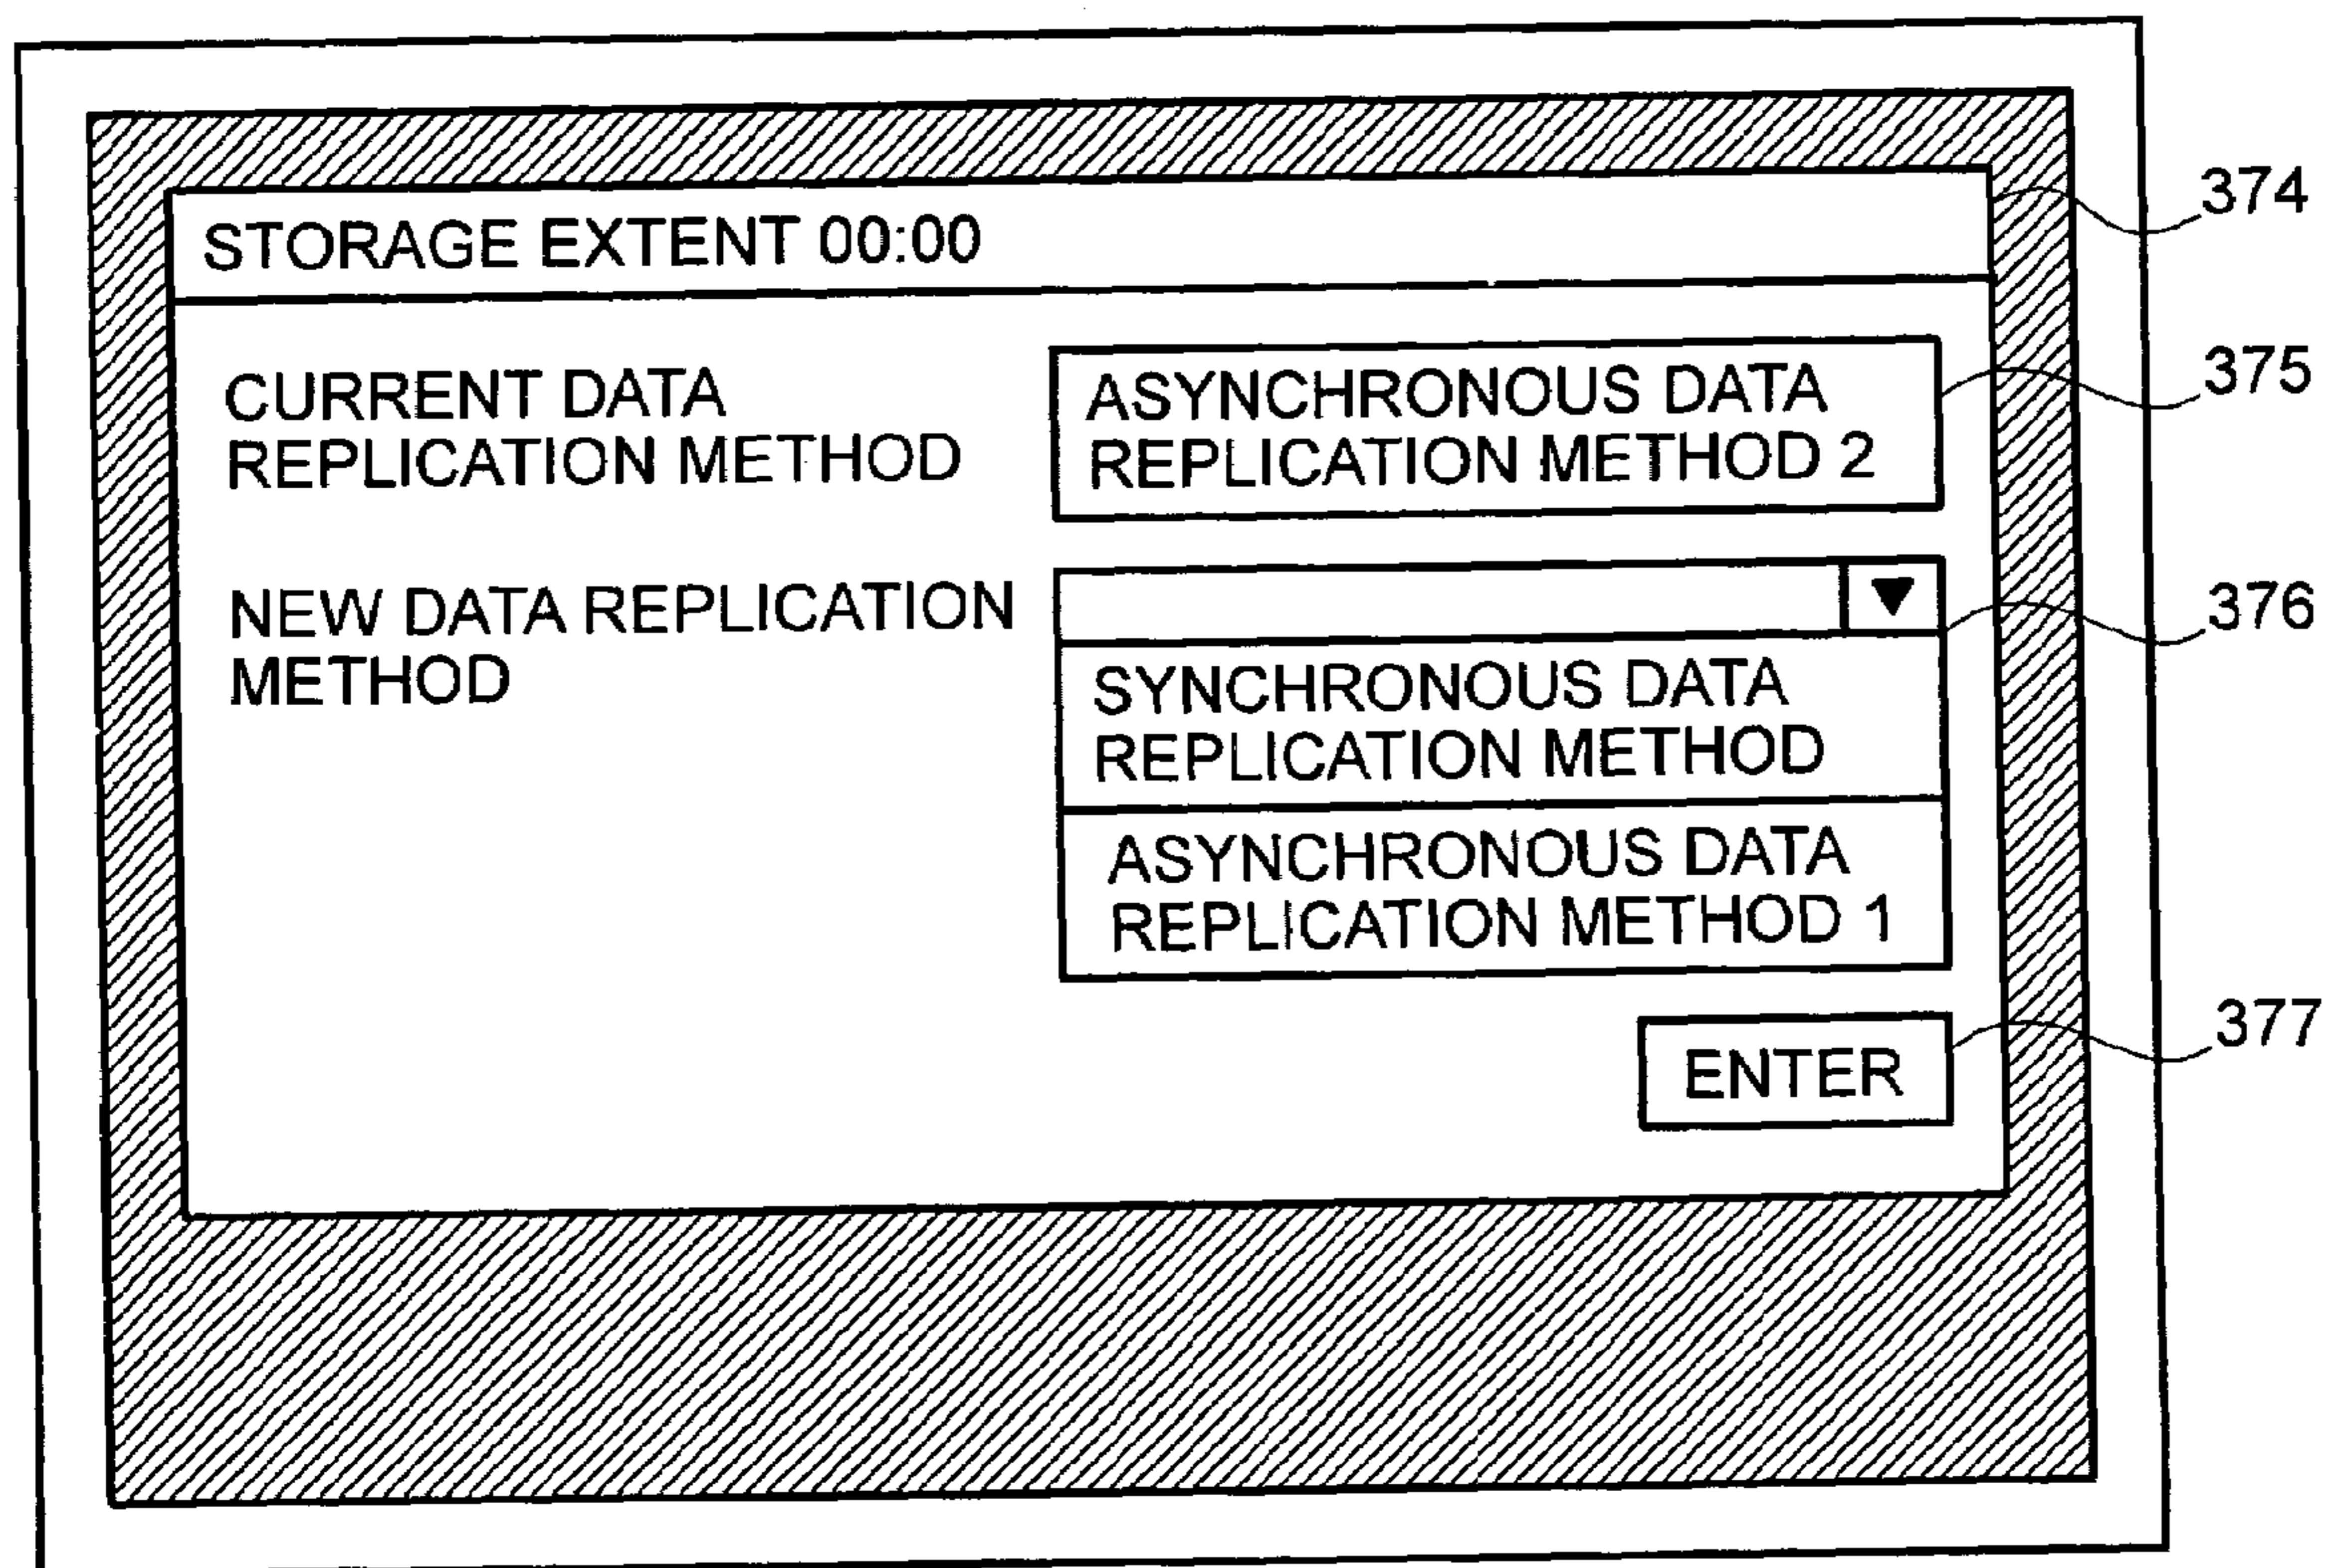 374
STORAGE EXTENT 00:00
375
CURRENT DATA
REPLICATION METHOD
ASYNCHRONOUS DATA
REPLICATION METHOD 2
376
NEW DATA REPLICATION
METHOD
SYNCHRONOUS DATA
REPLICATION METHOD
ASYNCHRONOUS DATA
REPLICATION METHOD 1
377
ENTER